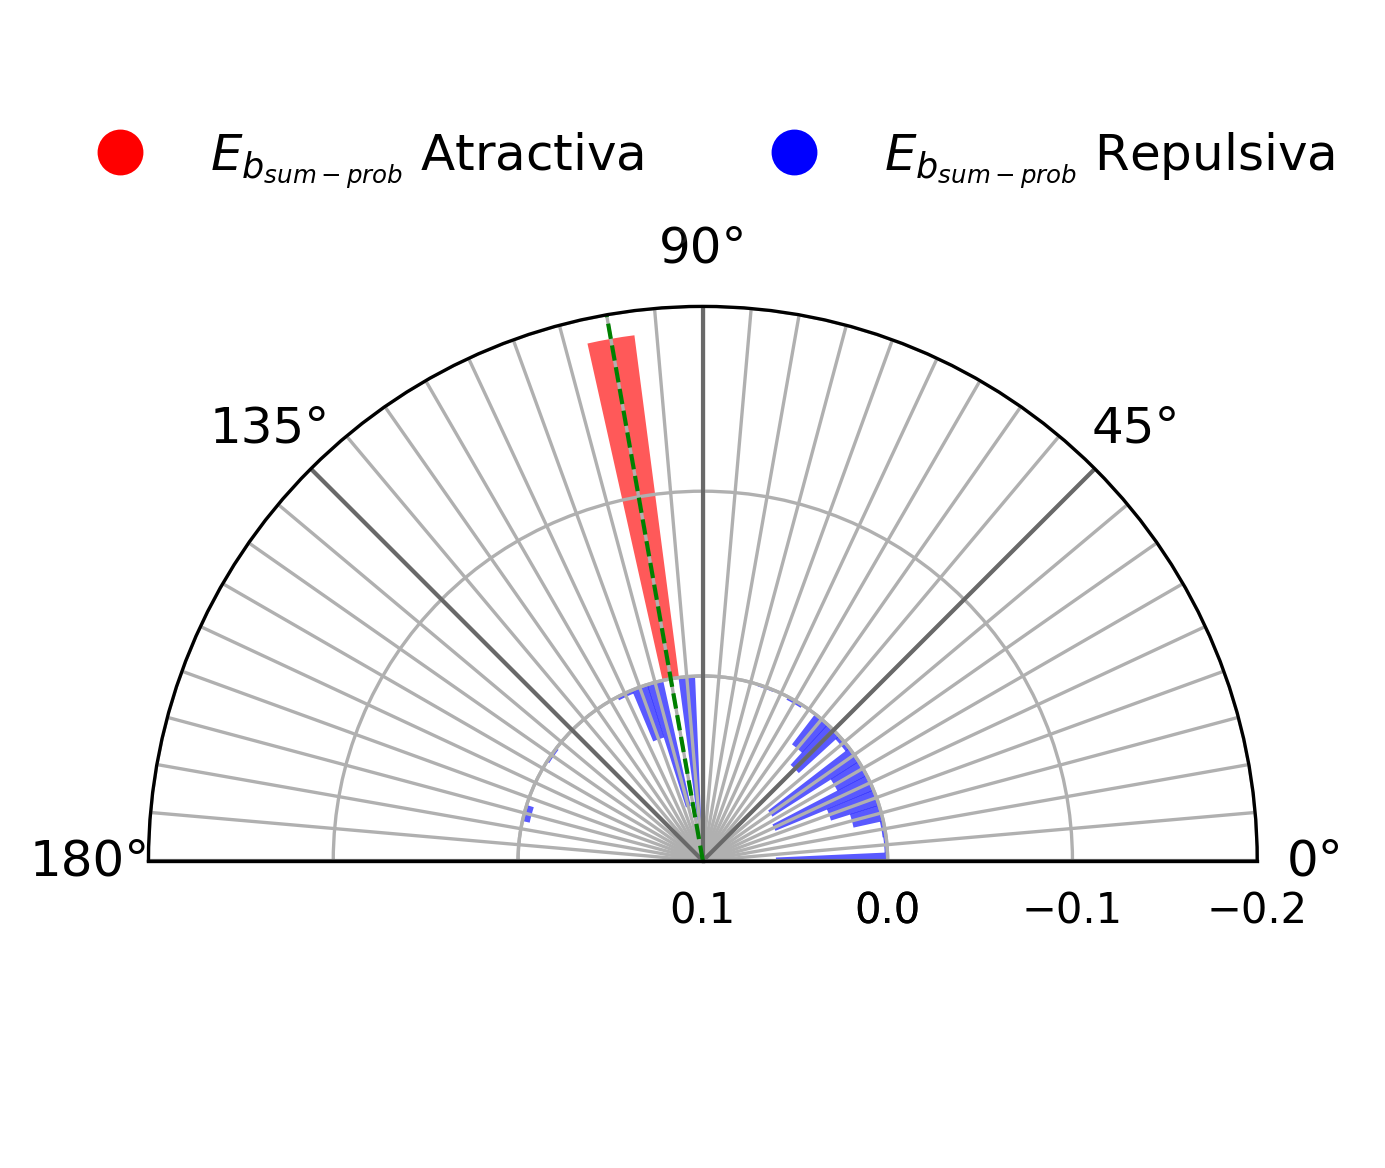 E_{b_{sum-prob}} Atractiva E_{b_{sum-prob}} Repulsiva
90°
135° 45°
180° 0°
0.1 0.0 −0.1 −0.2